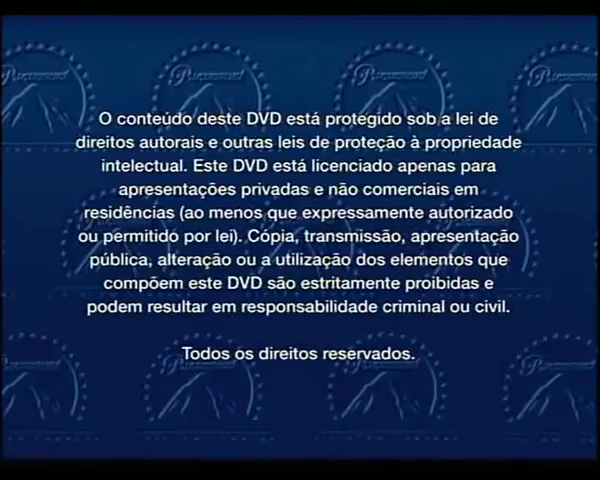 O conteúdo deste DVD está protegido sob a lei de
direitos autorais e outras leis de proteção à propriedade
intelectual. Este DVD está licenciado apenas para
apresentações privadas e não comerciais em
residências (ao menos que expressamente autorizado
ou permitido por lei). Cópia, transmissão, apresentação
pública, alteração ou a utilização dos elementos que
compõem este DVD são estritamente proibidas e
podem resultar em responsabilidade criminal ou civil.
Todos os direitos reservados.